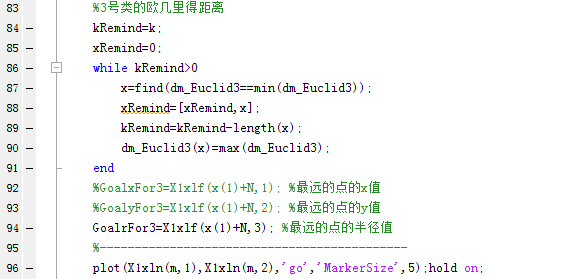 83 %3号类的欧几里得距离
84 — kRemind=k;
85 — xRemind=0;
86 — while kRemind>0
87 — x=find(dm_Euclid3==min(dm_Euclid3));
88 — xRemind=[xRemind,x];
89 — kRemind=kRemind-length(x);
90 — dm_Euclid3(x)=max(dm_Euclid3);
91 — end
92 %GoalxFor3=X1xlf(x(1)+N,1); %最远的点的x值
93 %GoalyFor3=X1xlf(x(1)+N,2); %最远的点的y值
94 — GoalrFor3=X1xlf(x(1)+N,3); %最远的点的半径值
95 %--------------------------------------------
96 — plot(X1xln(m,1),X1xln(m,2),'go','MarkerSize',5);hold on;